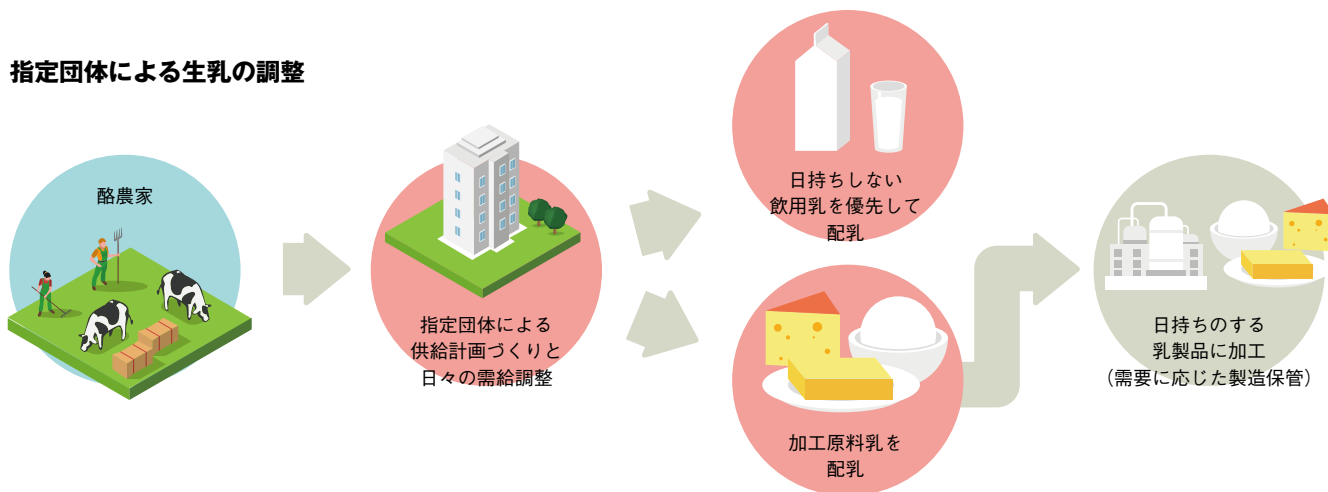 指定団体による生乳の調整
酪農家
指定団体による
供給計画づくりと
日々の需給調整
日持ちしない
飲用乳を優先して
配乳
加工原料乳を
配乳
日持ちのする
乳製品に加工
（需要に応じた製造保管）